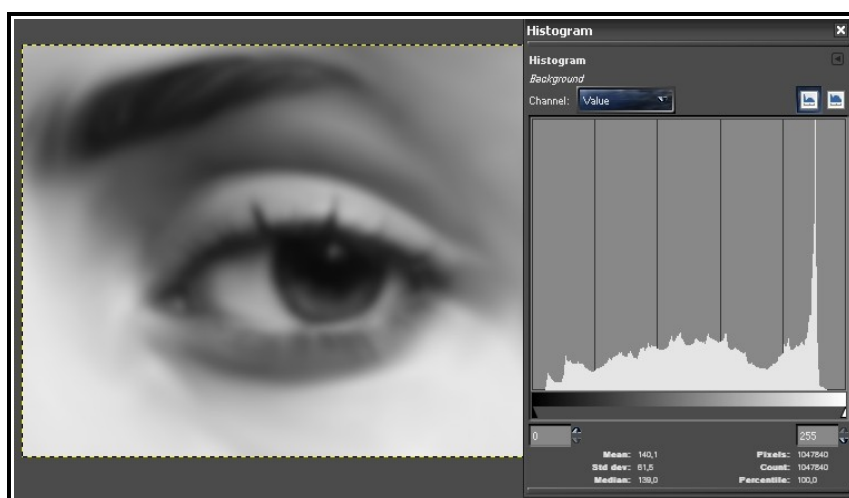 Histogram
Histogram
Background
Channel: Value
0 255
Mean: 140,1 Pixels: 1047840
Std dev: 61,5 Count: 1047840
Median: 139,0 Percentile: 100,0